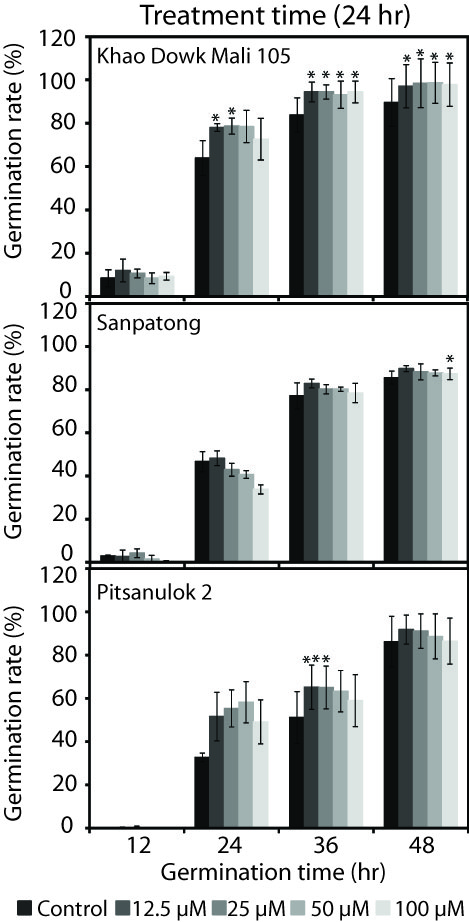 Treatment time (24 hr)
Khao Dowk Mali 105
Germination rate (%)
120
100
80
60
40
20
0
* *
* * * *
* * * *
Sanpatong
Germination rate (%)
120
100
80
60
40
20
0
*
Pitsanulok 2
Germination rate (%)
120
100
80
60
40
20
0
***
12 24 36 48
Germination time (hr)
Control 12.5 μM 25 μM 50 μM 100 μM